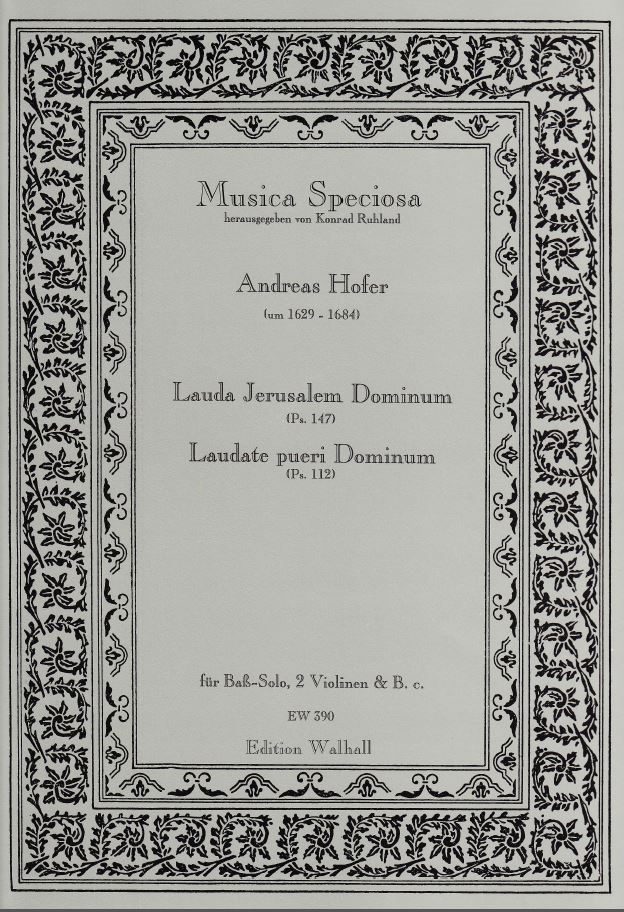 Musica Speciosa
herausgegeben von Konrad Ruhland
Andreas Hofer
(um 1629 - 1684)
Lauda Jerusalem Dominum
(Ps. 147)
Laudate pueri Dominum
(Ps. 112)
für Baß-Solo, 2 Violinen & B. c.
EW 390
Edition Walhall